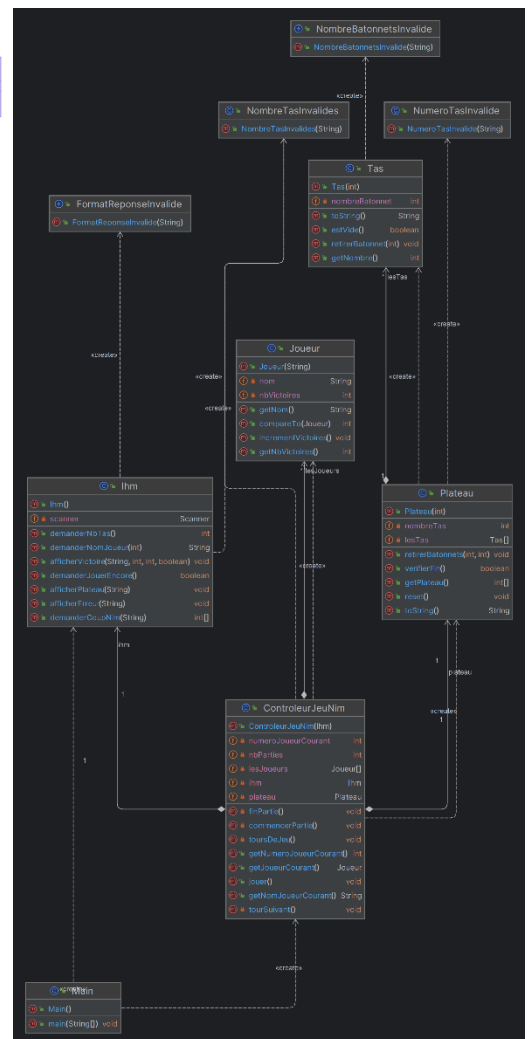 NombreBatonnetsInvalide
NombreBatonnetsInvalide(String)
«create»
NombreTasInvalides
NombreTasInvalides(String)
NumeroTasInvalide
NumeroTasInvalide(String)
Tas
Tas(int)
nombreBatonnet int
toString() String
estVide() boolean
retirerBatonnet(int) void
getNombre() int
FormatReponseInvalide
FormatReponseInvalide(String)
* lesTas
«create»
«create»
«create»
«create»
«create»
Joueur
Joueur(String)
nom String
nbVictoires int
getNom() String
compareTo(Joueur) int
incrementVictoires() void
getNbVictoires() int
* lesJoueurs
1
Ihm
Ihm()
scanner Scanner
demanderNbTas() int
demanderNomJoueur(int) String
afficherVictoire(String, int, int, boolean) void
demanderJouerEncore() boolean
afficherPlateau(String) void
afficherErreur(String) void
demanderCoupNim(String) int[]
Plateau
Plateau(int)
nombreTas int
lesTas Tas[]
retirerBatonnets(int, int) void
verifierFin() boolean
getPlateau() int[]
reset() void
toString() String
«create»
ihm
1
1
1
plateau
«create»
1
ControleurJeuNim
ControleurJeuNim(Ihm)
numeroJoueurCourant int
nbParties int
lesJoueurs Joueur[]
ihm Ihm
plateau Plateau
finPartie() void
commencerPartie() void
toursDeJeu() void
getNumeroJoueurCourant() int
getJoueurCourant() Joueur
jouer() void
getNomJoueurCourant() String
tourSuivant() void
«create»
«create»
Main
Main()
main(String[]) void